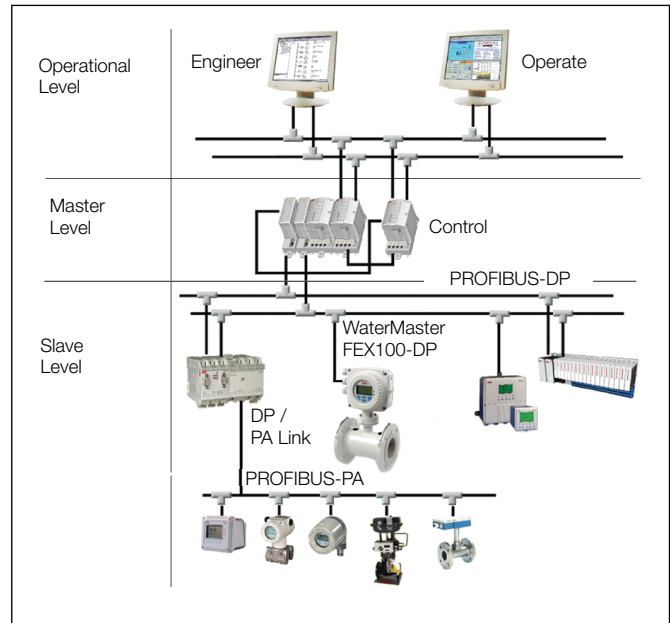 Operational
Level
Engineer
Operate
Master
Level
Control
PROFIBUS-DP
Slave
Level
WaterMaster
FEX100-DP
DP /
PA Link
PROFIBUS-PA